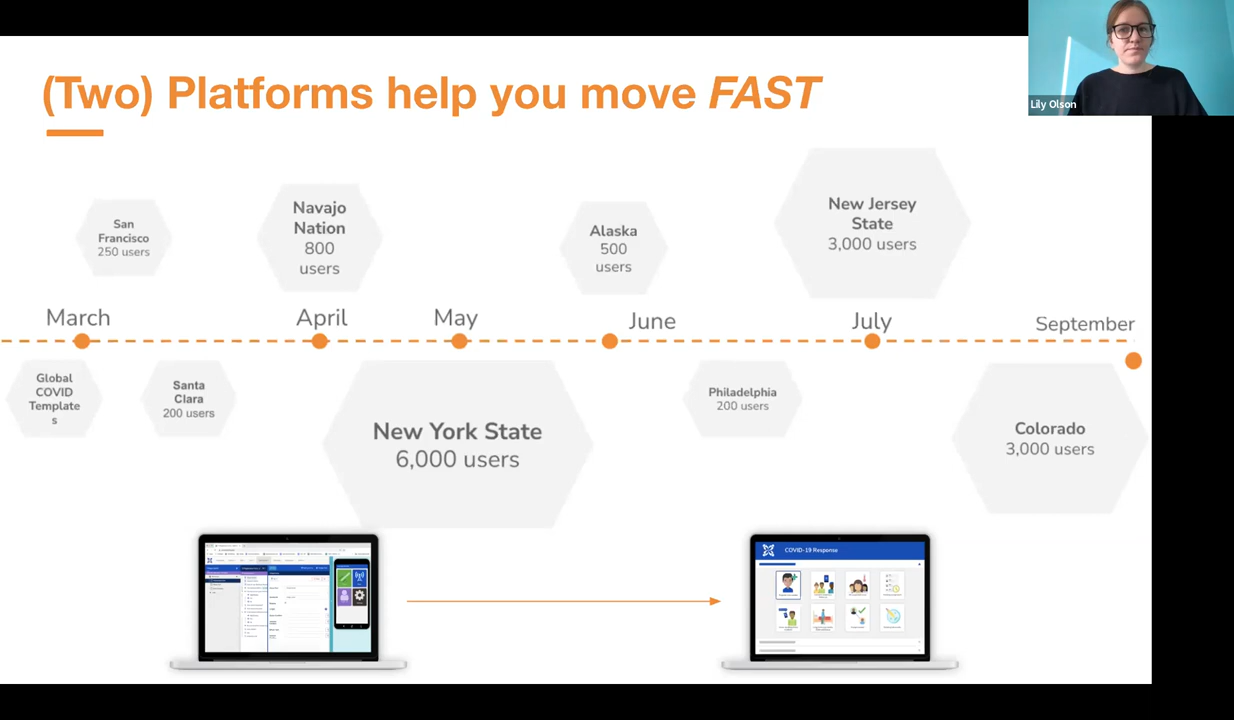 (Two) Platforms help you move FAST
Lily Olson
San
Francisco
250 users
Navajo
Nation
800
users
Alaska
500
users
New Jersey
State
3,000 users
March
April
May
June
July
September
Global
COVID
Template
s
Santa
Clara
200 users
New York State
6,000 users
Philadelphia
200 users
Colorado
3,000 users
COVID-19 Response